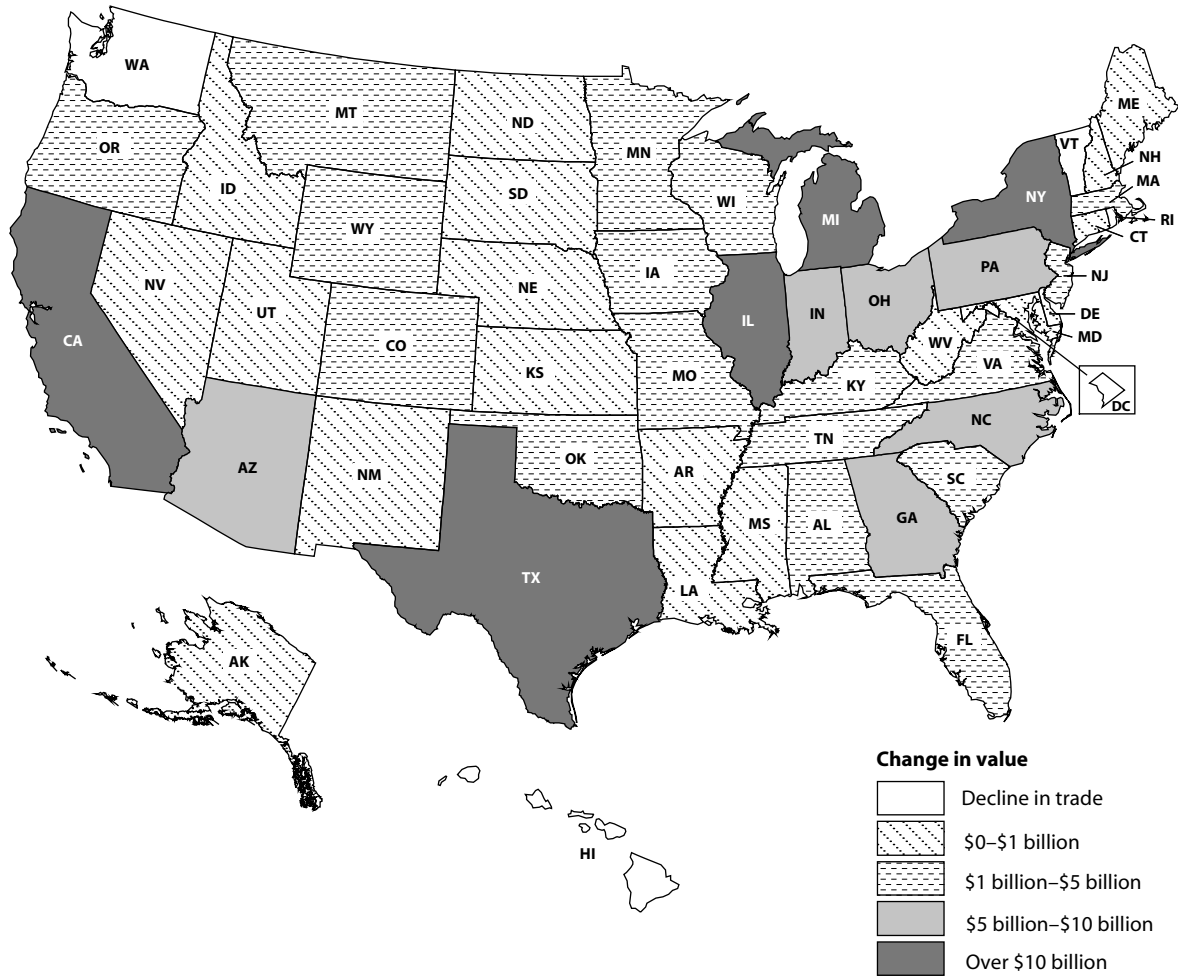 WA
MT
ND
ME
VT
OR
MN
NH
ID
SD
WI
NY
MA
MI
RI
WY
CT
IA
PA
NJ
NV
NE
OH
UT
IL
IN
DE
CA
CO
WV
MD
KS
MO
VA
KY
DC
NC
TN
AZ
OK
NM
AR
SC
MS
AL
GA
TX
LA
FL
AK
HI
Change in value
Decline in trade
$0–$1 billion
$1 billion–$5 billion
$5 billion–$10 billion
Over $10 billion